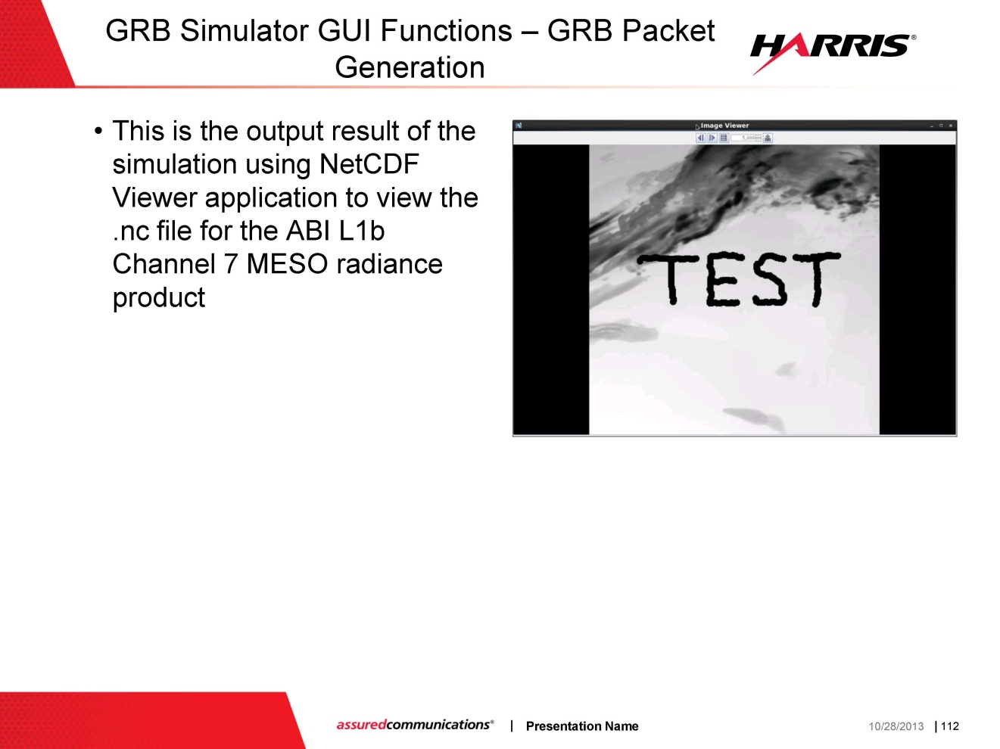 GRB Simulator GUI Functions – GRB Packet
Generation
HARRIS®
• This is the output result of the
simulation using NetCDF
Viewer application to view the
.nc file for the ABI L1b
Channel 7 MESO radiance
product
Image Viewer
TEST
assuredcommunications® | Presentation Name
10/28/2013 | 112